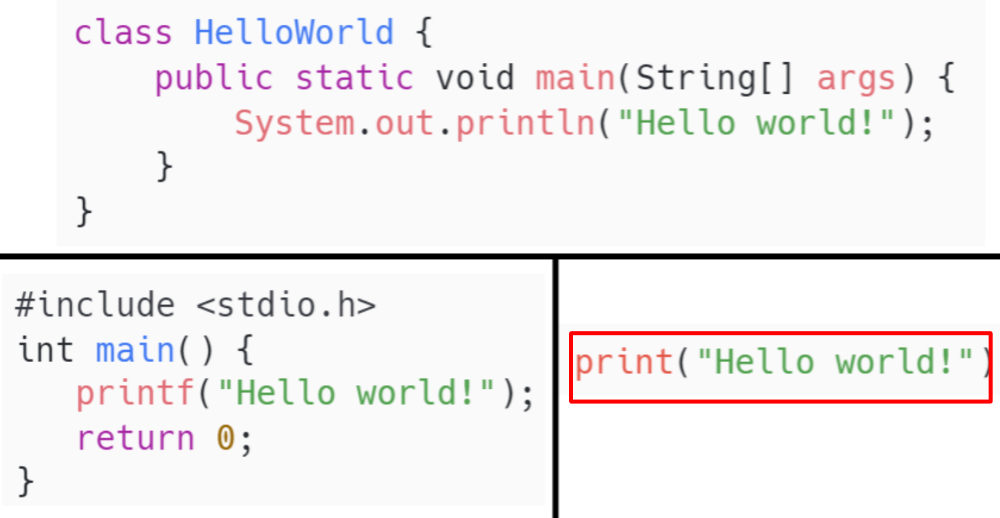 class HelloWorld {
    public static void main(String[] args) {
        System.out.println("Hello world!");
    }
}
#include <stdio.h>
int main() {
   printf("Hello world!");
   return 0;
}
print("Hello world!")